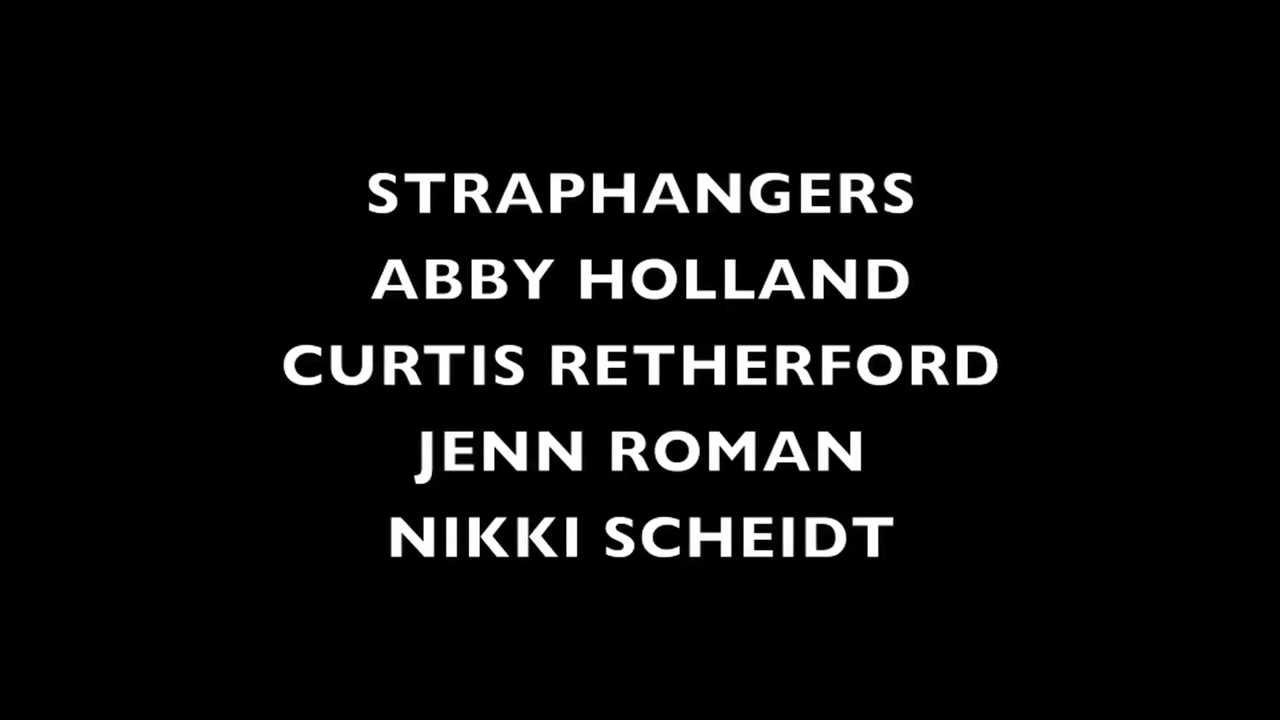 STRAPHANGERS
ABBY HOLLAND
CURTIS RETHERFORD
JENN ROMAN
NIKKI SCHEIDT